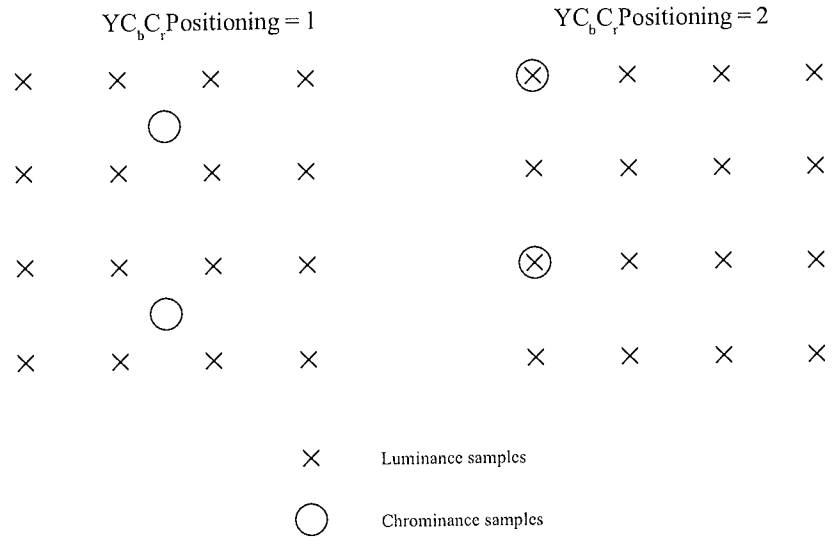 YCbCrPositioning = 1
YCbCrPositioning = 2
Luminance samples
Chrominance samples